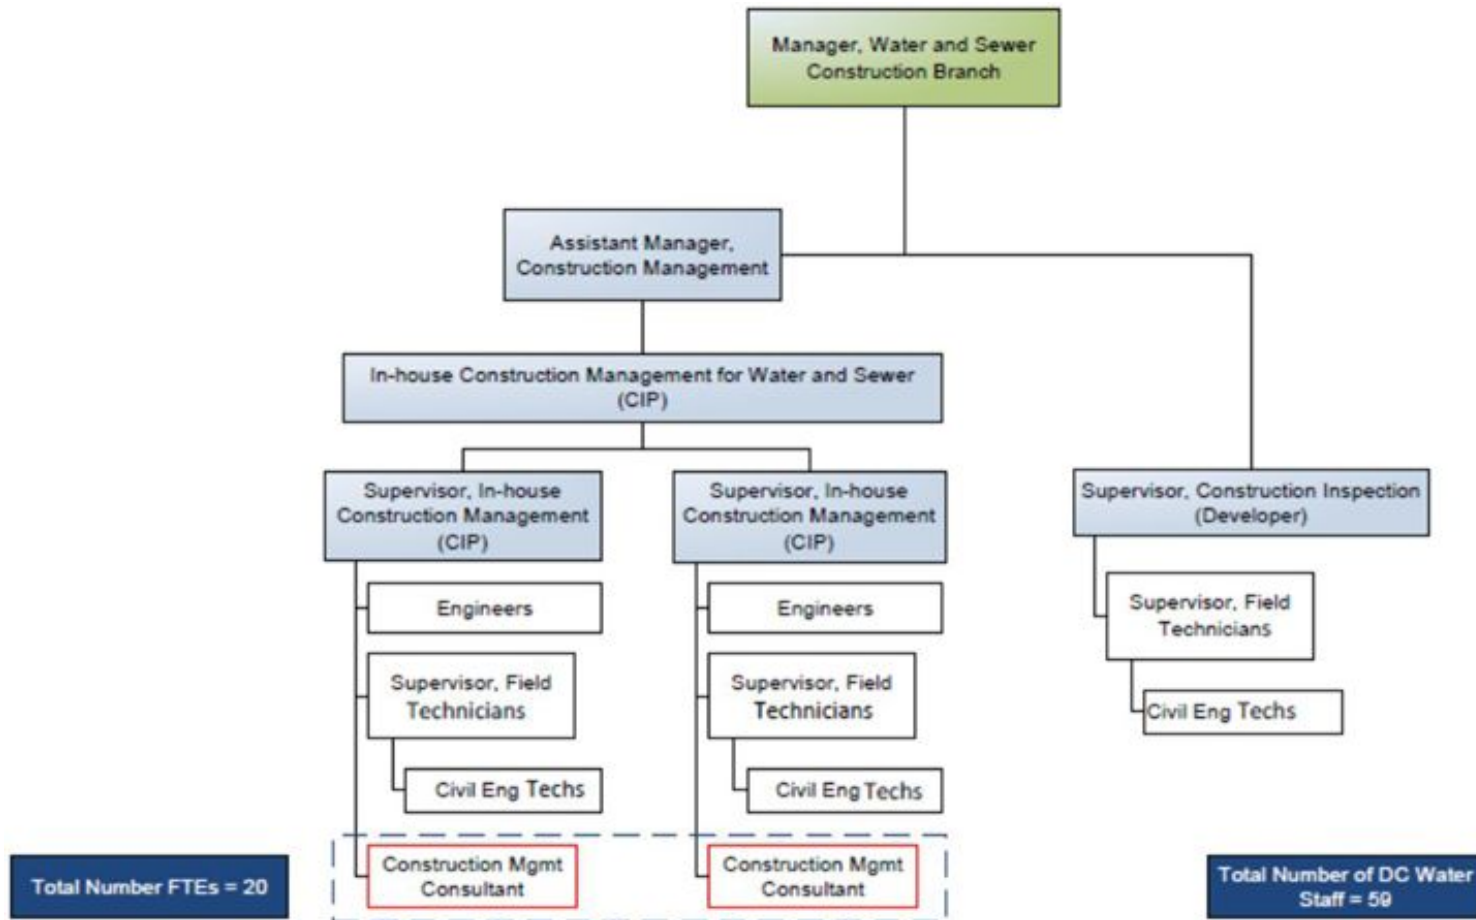 Manager, Water and Sewer
Construction Branch
Assistant Manager,
Construction Management
In-house Construction Management for Water and Sewer
(CIP)
Supervisor, In-house
Construction Management
(CIP)
Supervisor, In-house
Construction Management
(CIP)
Supervisor, Construction Inspection
(Developer)
Engineers
Engineers
Supervisor, Field
Technicians
Supervisor, Field
Technicians
Supervisor, Field
Technicians
Civil Eng Techs
Civil Eng Techs
Civil Eng Techs
Construction Mgmt
Consultant
Construction Mgmt
Consultant
Total Number FTEs = 20
Total Number of DC Water
Staff = 59